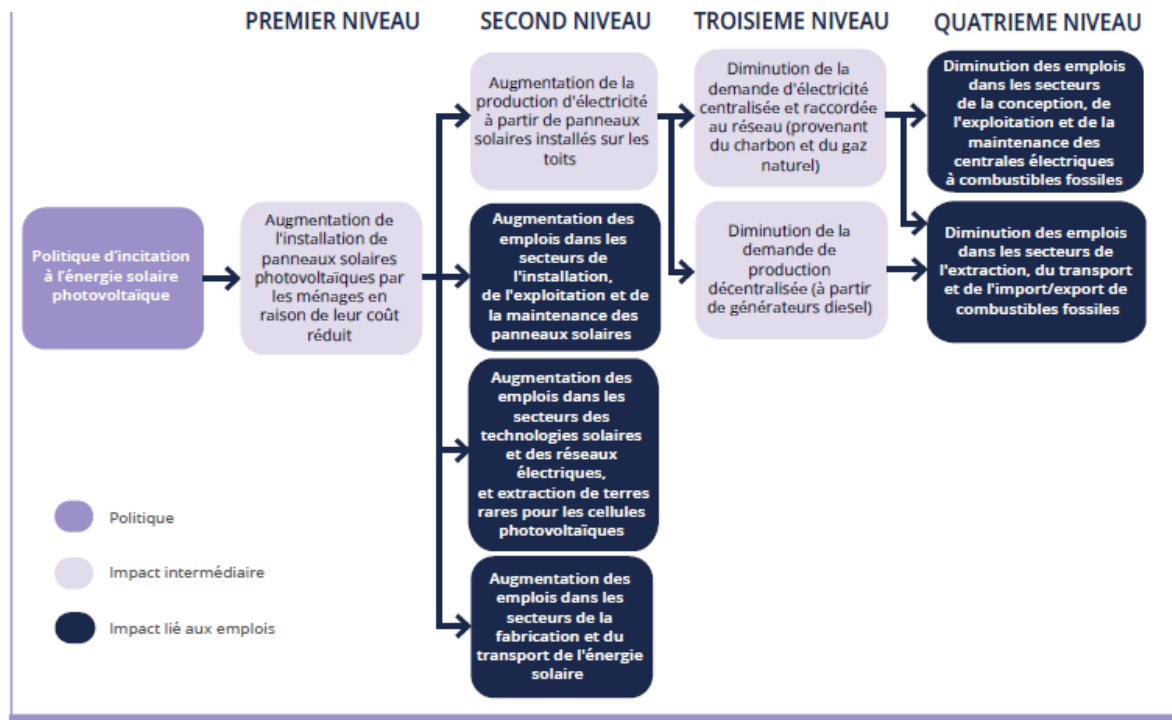 PREMIER NIVEAU
SECOND NIVEAU
TROISIEME NIVEAU
QUATRIEME NIVEAU
Politique d'incitation
à l'énergie solaire
photovoltaïque
Augmentation de
l'installation de
panneaux solaires
photovoltaïques par
les ménages en
raison de leur coût
réduit
Augmentation de la
production d'électricité
à partir de panneaux
solaires installés sur les
toits
Augmentation des
emplois dans les
secteurs de
l'installation,
de l'exploitation et de
la maintenance des
panneaux solaires
Augmentation des
emplois dans les
secteurs des
technologies solaires
et des réseaux
électriques,
et extraction de terres
rares pour les cellules
photovoltaïques
Augmentation des
emplois dans les
secteurs de la
fabrication et du
transport de l'énergie
solaire
Diminution de la
demande d'électricité
centralisée et raccordée
au réseau (provenant
du charbon et du gaz
naturel)
Diminution de la
demande de
production
décentralisée (à partir
de générateurs diesel)
Diminution des emplois
dans les secteurs
de la conception, de
l'exploitation et de la
maintenance des
centrales électriques
à combustibles fossiles
Diminution des emplois
dans les secteurs de
l'extraction, du transport
et de l'import/export de
combustibles fossiles
Politique
Impact intermédiaire
Impact lié aux emplois